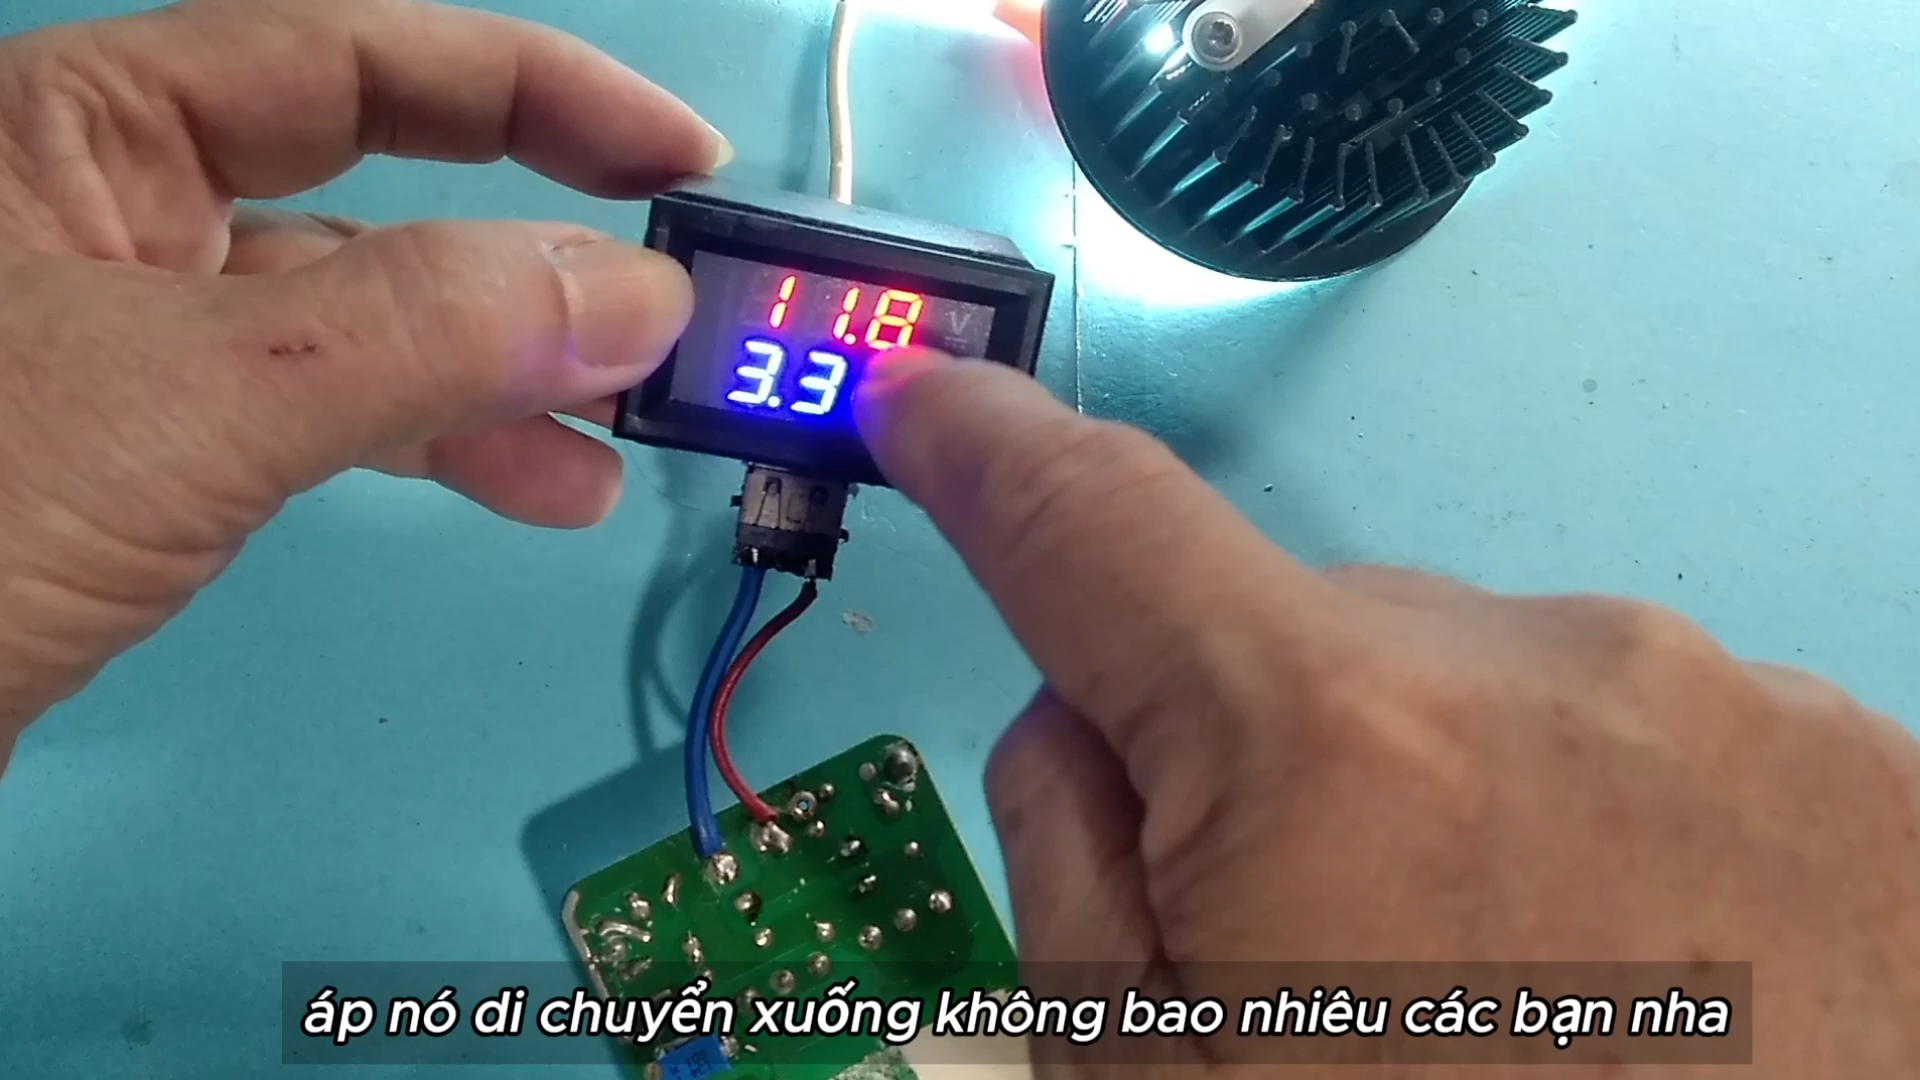 11.8 V
3.3
áp nó di chuyển xuống không bao nhiêu các bạn nha